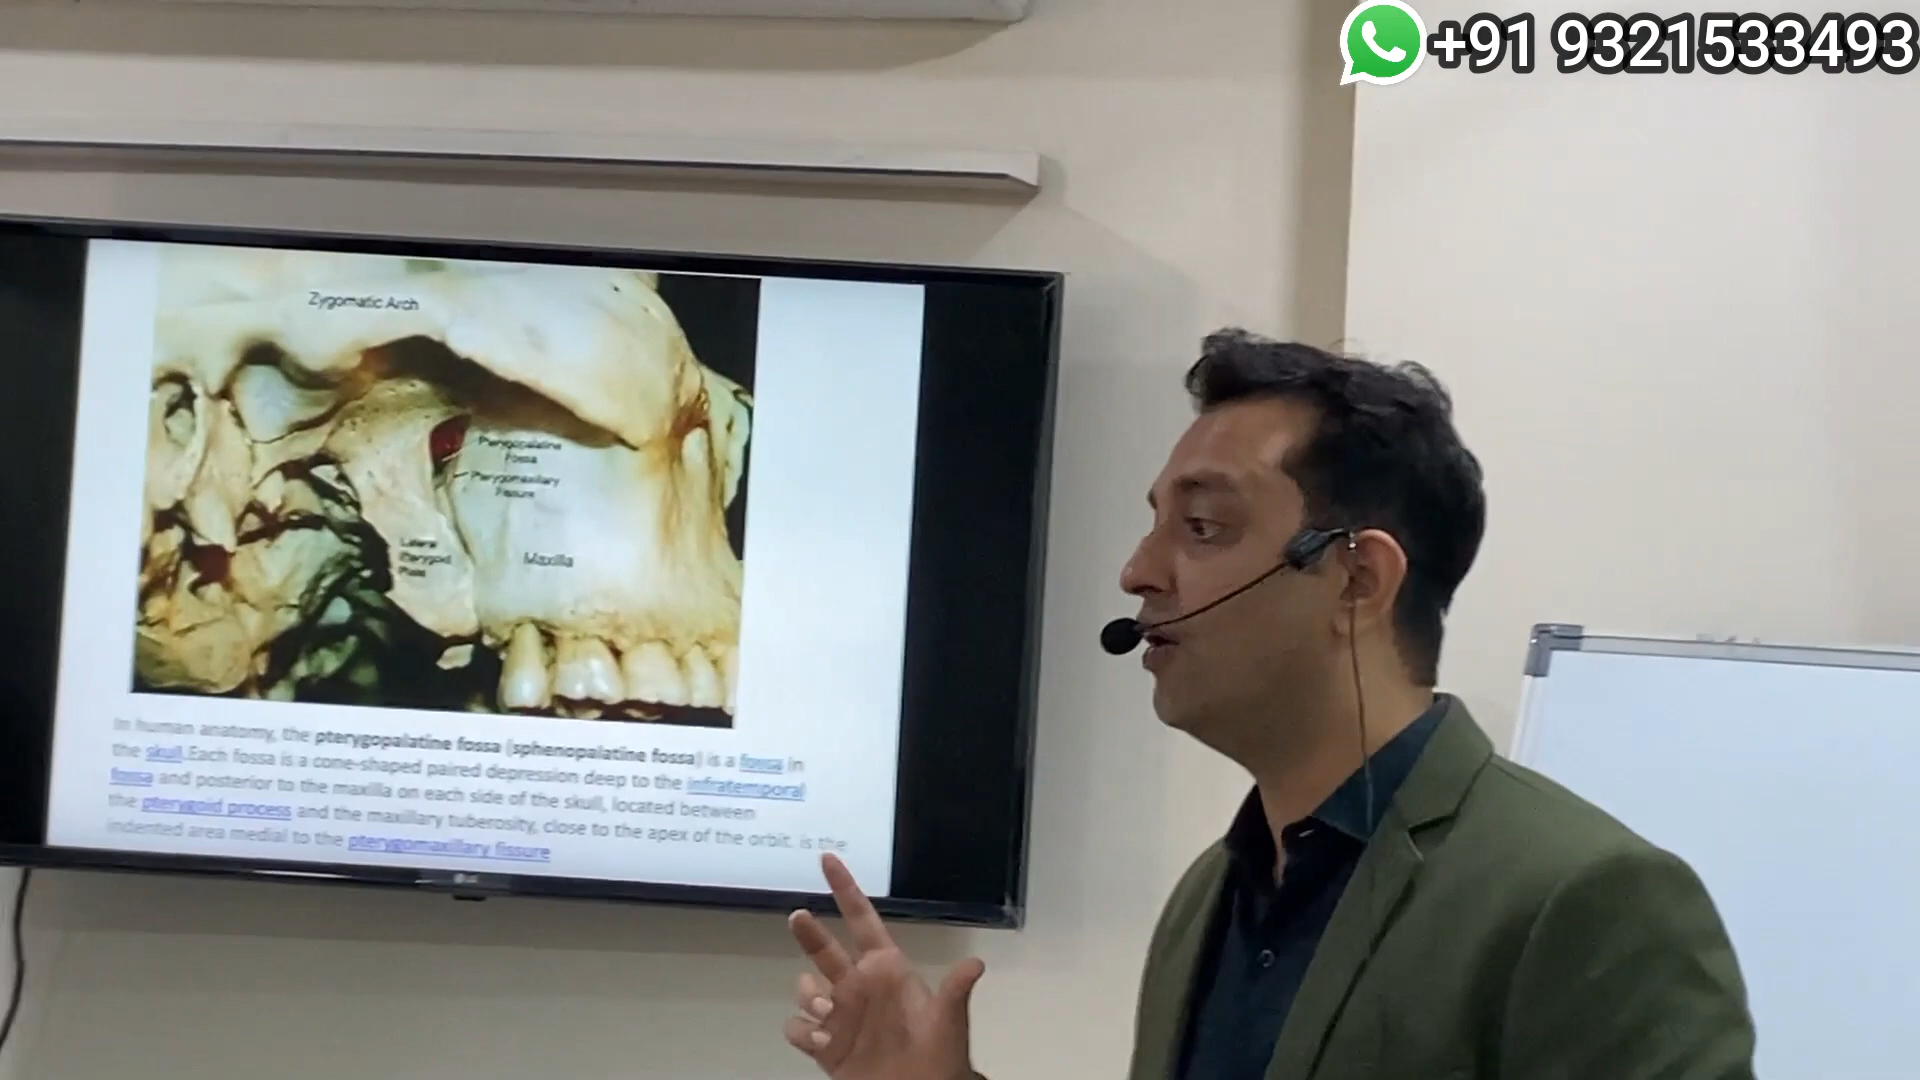 +91 9321533493
Zygomatic Arch
Pterygopalatine
Fossa
Pterygomaxillary
Fissure
Lateral
Pterygoid
Plate
Maxilla
In human anatomy, the pterygopalatine fossa (sphenopalatine fossa) is a fossa in
the skull.Each fossa is a cone-shaped paired depression deep to the infratemporal
fossa and posterior to the maxilla on each side of the skull, located between
the pterygoid process and the maxillary tuberosity, close to the apex of the orbit. is the
indented area medial to the pterygomaxillary fissure
LG